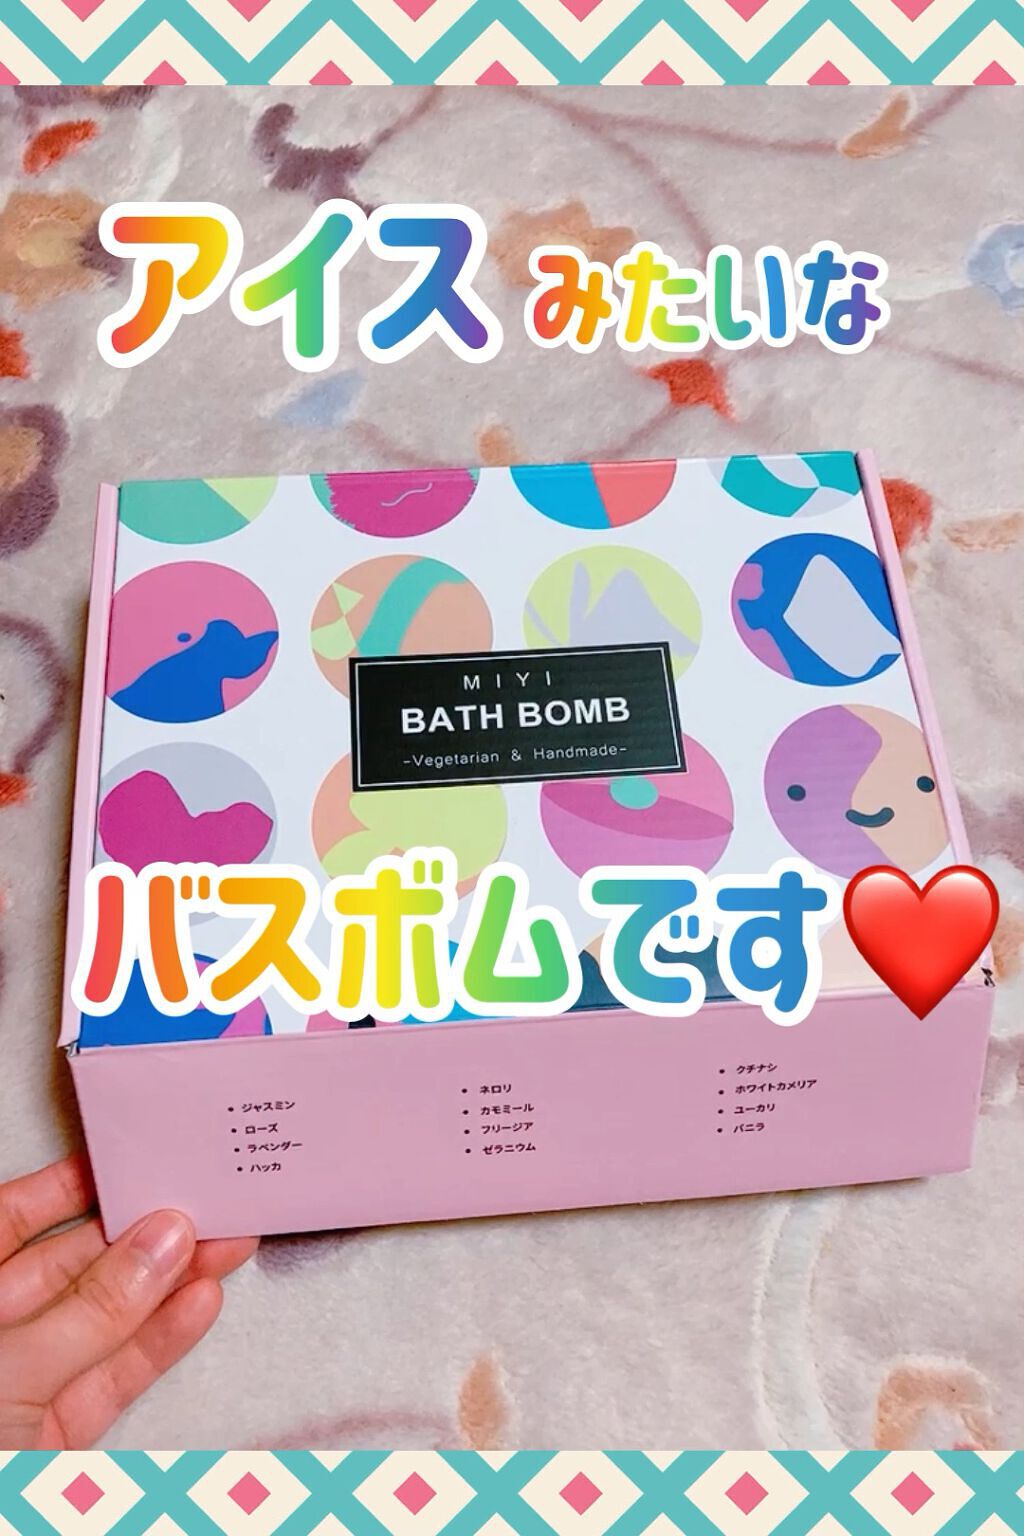 アイス みたいな
MIYI
BATH BOMB
-Vegetarian & Handmade-
バスボムです❤️
• ジャスミン
• ローズ
• ラベンダー
• ハッカ
• ネロリ
• カモミール
• フリージア
• ゼラニウム
• クチナシ
• ホワイトカメリア
• ユーカリ
• バニラ